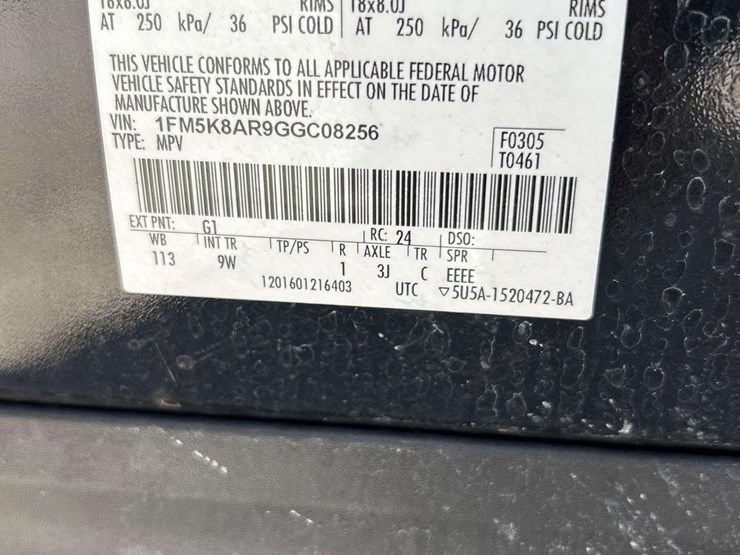 18x8.0J RIMS 18x8.0J RIMS
AT 250 kPa/ 36 PSI COLD AT 250 kPa/ 36 PSI COLD
THIS VEHICLE CONFORMS TO ALL APPLICABLE FEDERAL MOTOR
VEHICLE SAFETY STANDARDS IN EFFECT ON THE DATE OF
MANUFACTURE SHOWN ABOVE.
VIN: 1FM5K8AR9GGC08256
TYPE: MPV
F0305
T0461
EXT PNT: G1 RC: 24 DSO:
WB INT TR TP/PS R AXLE TR SPR
113 9W 1 3J C EEEE
1201601216403 UTC ▽5U5A-1520472-BA